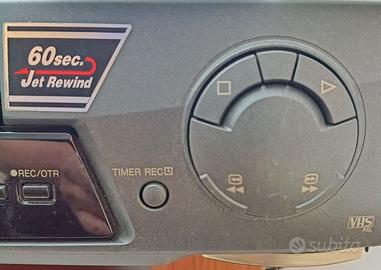 60sec.
Jet Rewind
REC/OTR
TIMER REC
VHS
PAL
subito